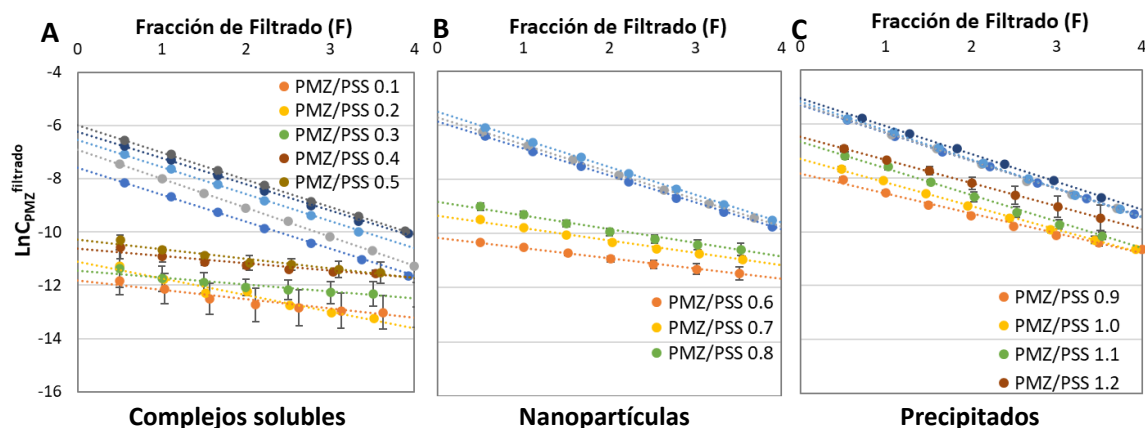 A
Fracción de Filtrado (F)
0 1 2 3 4
LnC_PMZ^filtrado
-4
-6
-8
-10
-12
-14
-16
PMZ/PSS 0.1
PMZ/PSS 0.2
PMZ/PSS 0.3
PMZ/PSS 0.4
PMZ/PSS 0.5
Complejos solubles
B
Fracción de Filtrado (F)
0 1 2 3 4
PMZ/PSS 0.6
PMZ/PSS 0.7
PMZ/PSS 0.8
Nanopartículas
C
Fracción de Filtrado (F)
0 1 2 3 4
PMZ/PSS 0.9
PMZ/PSS 1.0
PMZ/PSS 1.1
PMZ/PSS 1.2
Precipitados